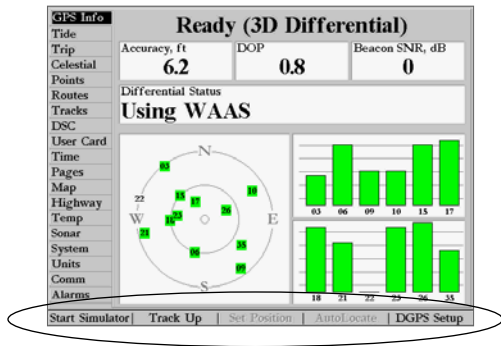 GPS Info
Tide
Trip
Celestial
Points
Routes
Tracks
DSC
User Card
Time
Pages
Map
Highway
Temp
Sonar
System
Units
Comm
Alarms
Ready (3D Differential)
Accuracy, ft DOP Beacon SNR, dB
6.2 0.8 0
Differential Status
Using WAAS
N
03
10
22 15 17
26
W 18 23 E
21
35
06
09
S
03 06 09 10 15 17
18 21 22 23 26 35
Start Simulator| Track Up | Set Position | AutoLocate | DGPS Setup